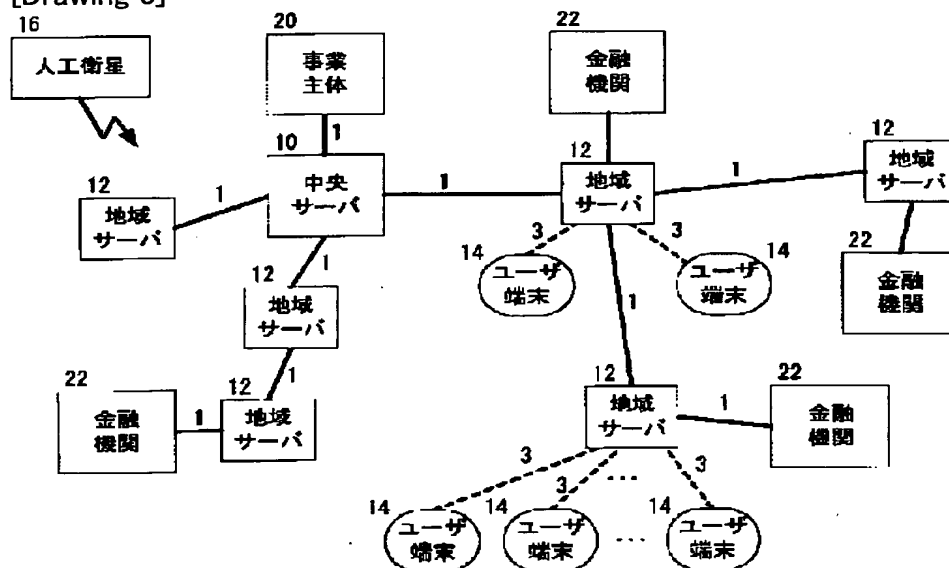 [Drawing 6]
16
人工衛星
20
事業
主体
22
金融
機関
1
10
中央
サーバ
1
12
地域
サーバ
1
12
地域
サーバ
12
地域
サーバ
1
3
3
14
ユーザ
端末
14
ユーザ
端末
22
金融
機関
1
12
地域
サーバ
1
1
22
金融
機関
1
12
地域
サーバ
12
地域
サーバ
1
22
金融
機関
3
3
...
3
14
ユーザ
端末
14
ユーザ
端末
...
14
ユーザ
端末